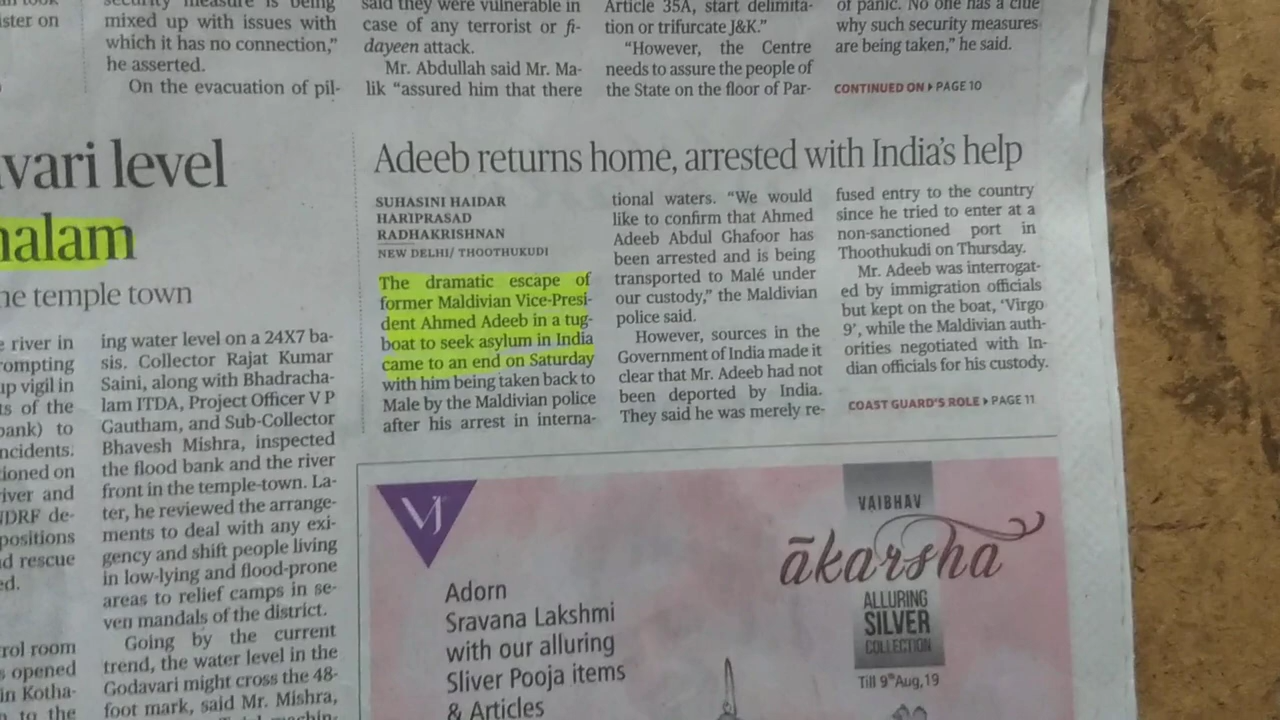 security measure is being
mixed up with issues with
which it has no connection,”
he asserted.
On the evacuation of pil-
said they were vulnerable in
case of any terrorist or fi-
dayeen attack.
Mr. Abdullah said Mr. Ma-
lik “assured him that there
Article 35A, start delimita-
tion or trifurcate J&K.”
“However, the Centre
needs to assure the people of
the State on the floor of Par-
of panic. No one has a clue
why such security measures
are being taken,” he said.
CONTINUED ON PAGE 10
level
temple town
river in
vigil in
of the
to
on
river and
rescue
room
opened
in Kotha-
to the
ing water level on a 24X7 ba-
sis. Collector Rajat Kumar
Saini, along with Bhadracha-
lam ITDA, Project Officer V P
Gautham, and Sub-Collector
Bhavesh Mishra, inspected
the flood bank and the river
front in the temple-town. La-
ter, he reviewed the arrange-
ments to deal with any exi-
gency and shift people living
in low-lying and flood-prone
areas to relief camps in se-
ven mandals of the district.
Going by the current
trend, the water level in the
Godavari might cross the 48-
foot mark, said Mr. Mishra,
Adeeb returns home, arrested with India’s help
SUHASINI HAIDAR
HARIPRASAD
RADHAKRISHNAN
NEW DELHI/ THOOTHUKUDI
The dramatic escape of
former Maldivian Vice-Presi-
dent Ahmed Adeeb in a tug-
boat to seek asylum in India
came to an end on Saturday
with him being taken back to
Male by the Maldivian police
after his arrest in interna-
tional waters. “We would
like to confirm that Ahmed
Adeeb Abdul Ghafoor has
been arrested and is being
transported to Malé under
our custody,” the Maldivian
police said.
However, sources in the
Government of India made it
clear that Mr. Adeeb had not
been deported by India.
They said he was merely re-
fused entry to the country
since he tried to enter at a
non-sanctioned port in
Thoothukudi on Thursday.
Mr. Adeeb was interrogat-
ed by immigration officials
but kept on the boat, ‘Virgo
9’, while the Maldivian auth-
orities negotiated with In-
dian officials for his custody.
COAST GUARD’S ROLE PAGE 11
VJ
Adorn
Sravana Lakshmi
with our alluring
Sliver Pooja items
& Articles
VAIBHAV
ākarsha
ALLURING
SILVER
COLLECTION
Till 9th Aug,19